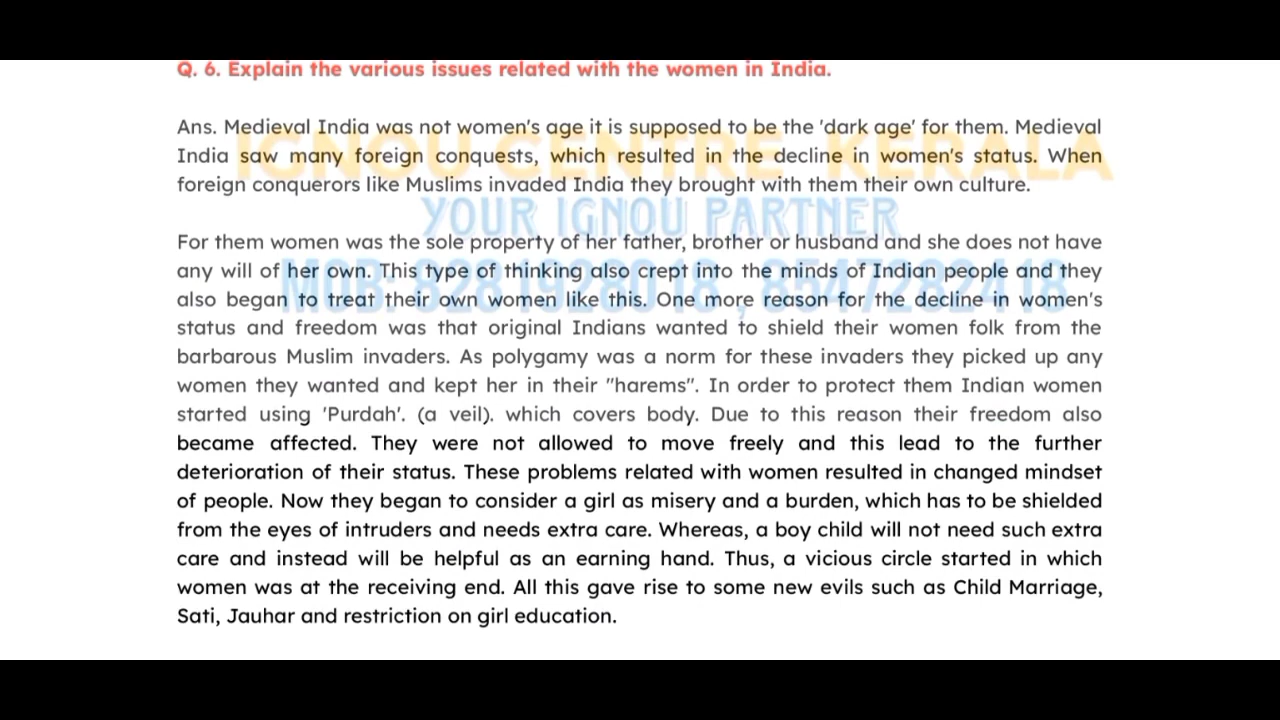 Q. 6. Explain the various issues related with the women in India.
Ans. Medieval India was not women's age it is supposed to be the 'dark age' for them. Medieval
India saw many foreign conquests, which resulted in the decline in women's status. When
foreign conquerors like Muslims invaded India they brought with them their own culture.
IGNOU CENTRE KERALA
YOUR IGNOU PARTNER
For them women was the sole property of her father, brother or husband and she does not have
any will of her own. This type of thinking also crept into the minds of Indian people and they
also began to treat their own women like this. One more reason for the decline in women's
status and freedom was that original Indians wanted to shield their women folk from the
barbarous Muslim invaders. As polygamy was a norm for these invaders they picked up any
women they wanted and kept her in their "harems". In order to protect them Indian women
started using 'Purdah'. (a veil). which covers body. Due to this reason their freedom also
became affected. They were not allowed to move freely and this lead to the further
deterioration of their status. These problems related with women resulted in changed mindset
of people. Now they began to consider a girl as misery and a burden, which has to be shielded
from the eyes of intruders and needs extra care. Whereas, a boy child will not need such extra
care and instead will be helpful as an earning hand. Thus, a vicious circle started in which
women was at the receiving end. All this gave rise to some new evils such as Child Marriage,
Sati, Jauhar and restriction on girl education.